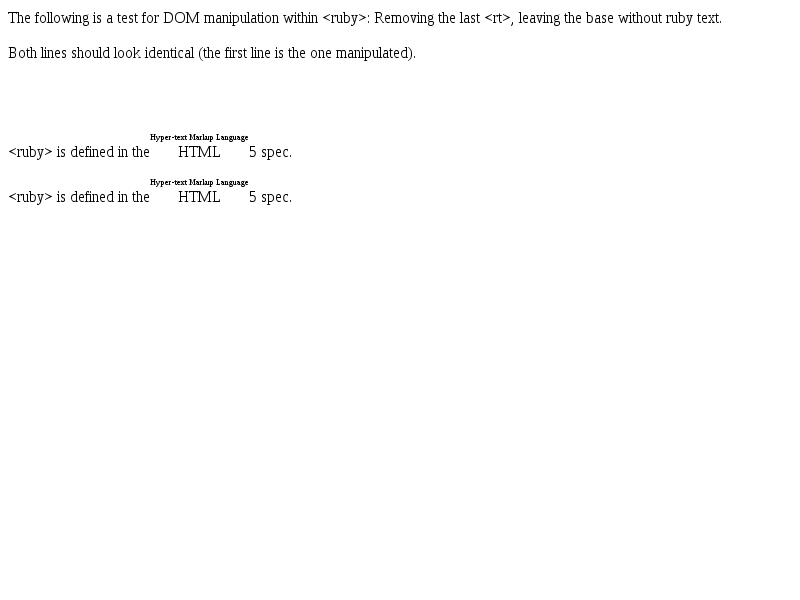 The following is a test for DOM manipulation within <ruby>: Removing the last <rt>, leaving the base without ruby text.
Both lines should look identical (the first line is the one manipulated).
Hyper-text Markup Language
<ruby> is defined in the HTML 5 spec.
Hyper-text Markup Language
<ruby> is defined in the HTML 5 spec.